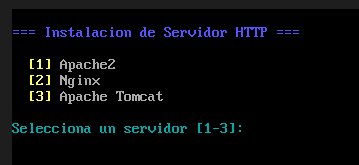 === Instalacion de Servidor HTTP ===
[1] Apache2
[2] Nginx
[3] Apache Tomcat
Selecciona un servidor [1-3]: